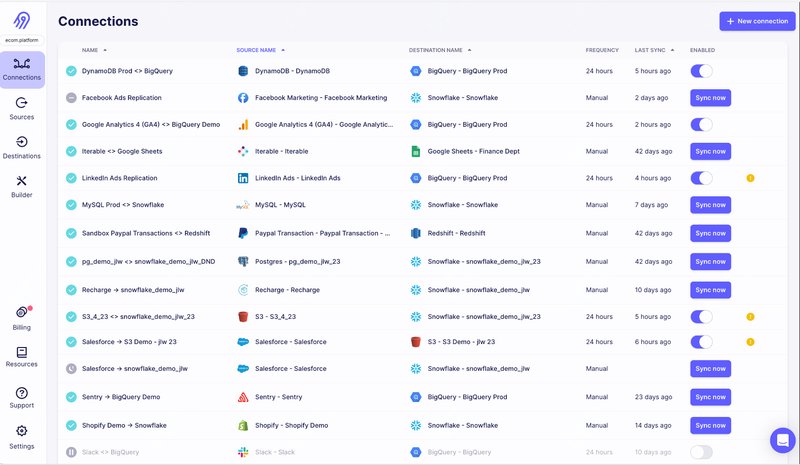 Connections
+ New connection
ecom.platform
Connections
Sources
Destinations
Builder
Billing
Resources
Support
Settings
NAME SOURCE NAME DESTINATION NAME FREQUENCY LAST SYNC ENABLED
DynamoDB Prod <> BigQuery DynamoDB - DynamoDB BigQuery - BigQuery Prod 24 hours 5 hours ago
Facebook Ads Replication Facebook Marketing - Facebook Marketing Snowflake - Snowflake Manual 2 days ago Sync now
Google Analytics 4 (GA4) <> BigQuery Demo Google Analytics 4 (GA4) - Google Analytic... BigQuery - BigQuery Prod 24 hours 2 hours ago
Iterable <> Google Sheets Iterable - Iterable Google Sheets - Finance Dept Manual 42 days ago Sync now
LinkedIn Ads Replication LinkedIn Ads - LinkedIn Ads BigQuery - BigQuery Prod 24 hours 4 hours ago
MySQL Prod <> Snowflake MySQL - MySQL Snowflake - Snowflake Manual 7 days ago Sync now
Sandbox Paypal Transactions <> Redshift Paypal Transaction - Paypal Transaction - ... Redshift - Redshift Manual 42 days ago Sync now
pg_demo_jlw <> snowflake_demo_jlw_DND Postgres - pg_demo_jlw_23 Snowflake - snowflake_demo_jlw_23 Manual 42 days ago Sync now
Recharge → snowflake_demo_jlw Recharge - Recharge Snowflake - snowflake_demo_jlw Manual 10 days ago Sync now
S3_4_23 <> snowflake_demo_jlw_23 S3 - S3_4_23 Snowflake - snowflake_demo_jlw_23 24 hours 5 hours ago
Salesforce → S3 Demo - jlw 23 Salesforce - Salesforce S3 - S3 Demo - jlw 23 24 hours 6 hours ago
Salesforce → snowflake_demo_jlw Salesforce - Salesforce Snowflake - snowflake_demo_jlw Manual Sync now
Sentry → BigQuery Demo Sentry - Sentry BigQuery - BigQuery Prod Manual 23 days ago Sync now
Shopify Demo → Snowflake Shopify - Shopify Demo Snowflake - Snowflake Manual 14 days ago Sync now
Slack <> BigQuery Slack - Slack BigQuery - BigQuery Prod 24 hours 10 days ago